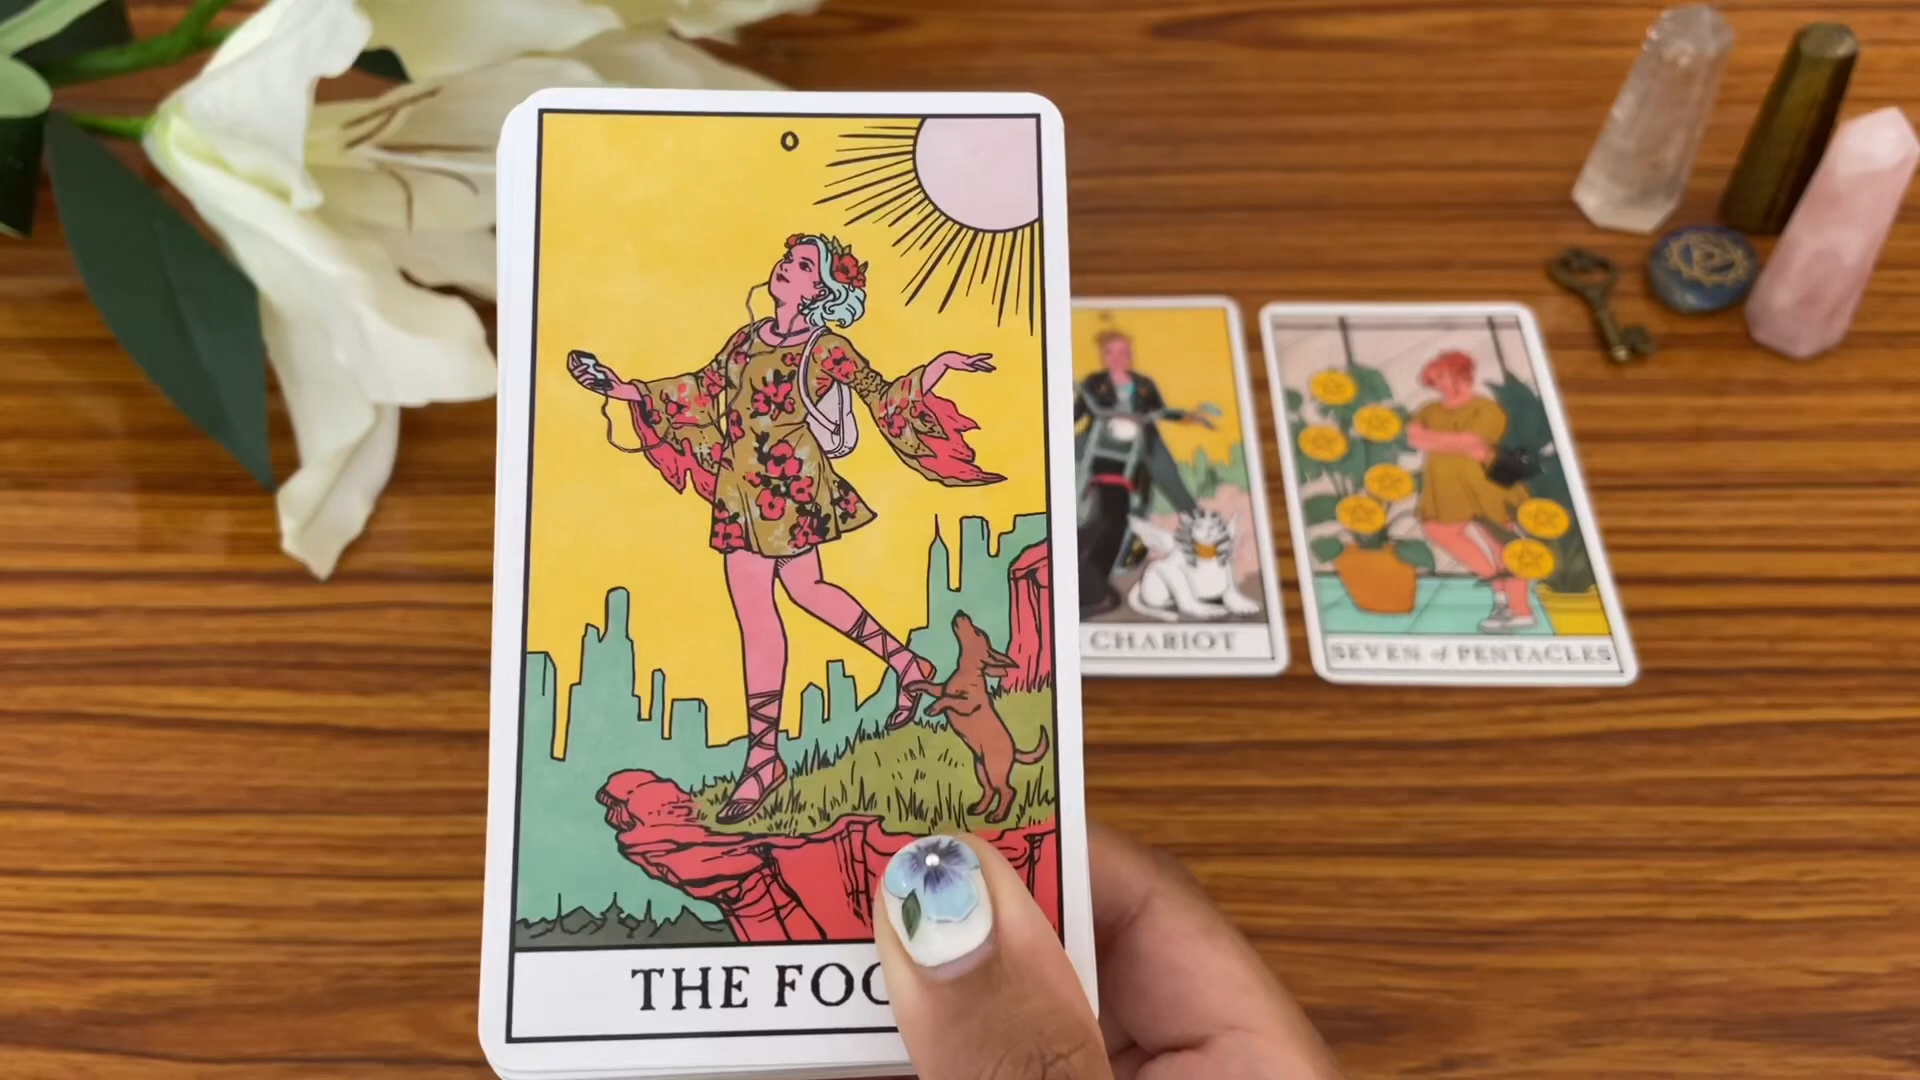 0
THE FOO
CHARIOT
SEVEN of PENTACLES